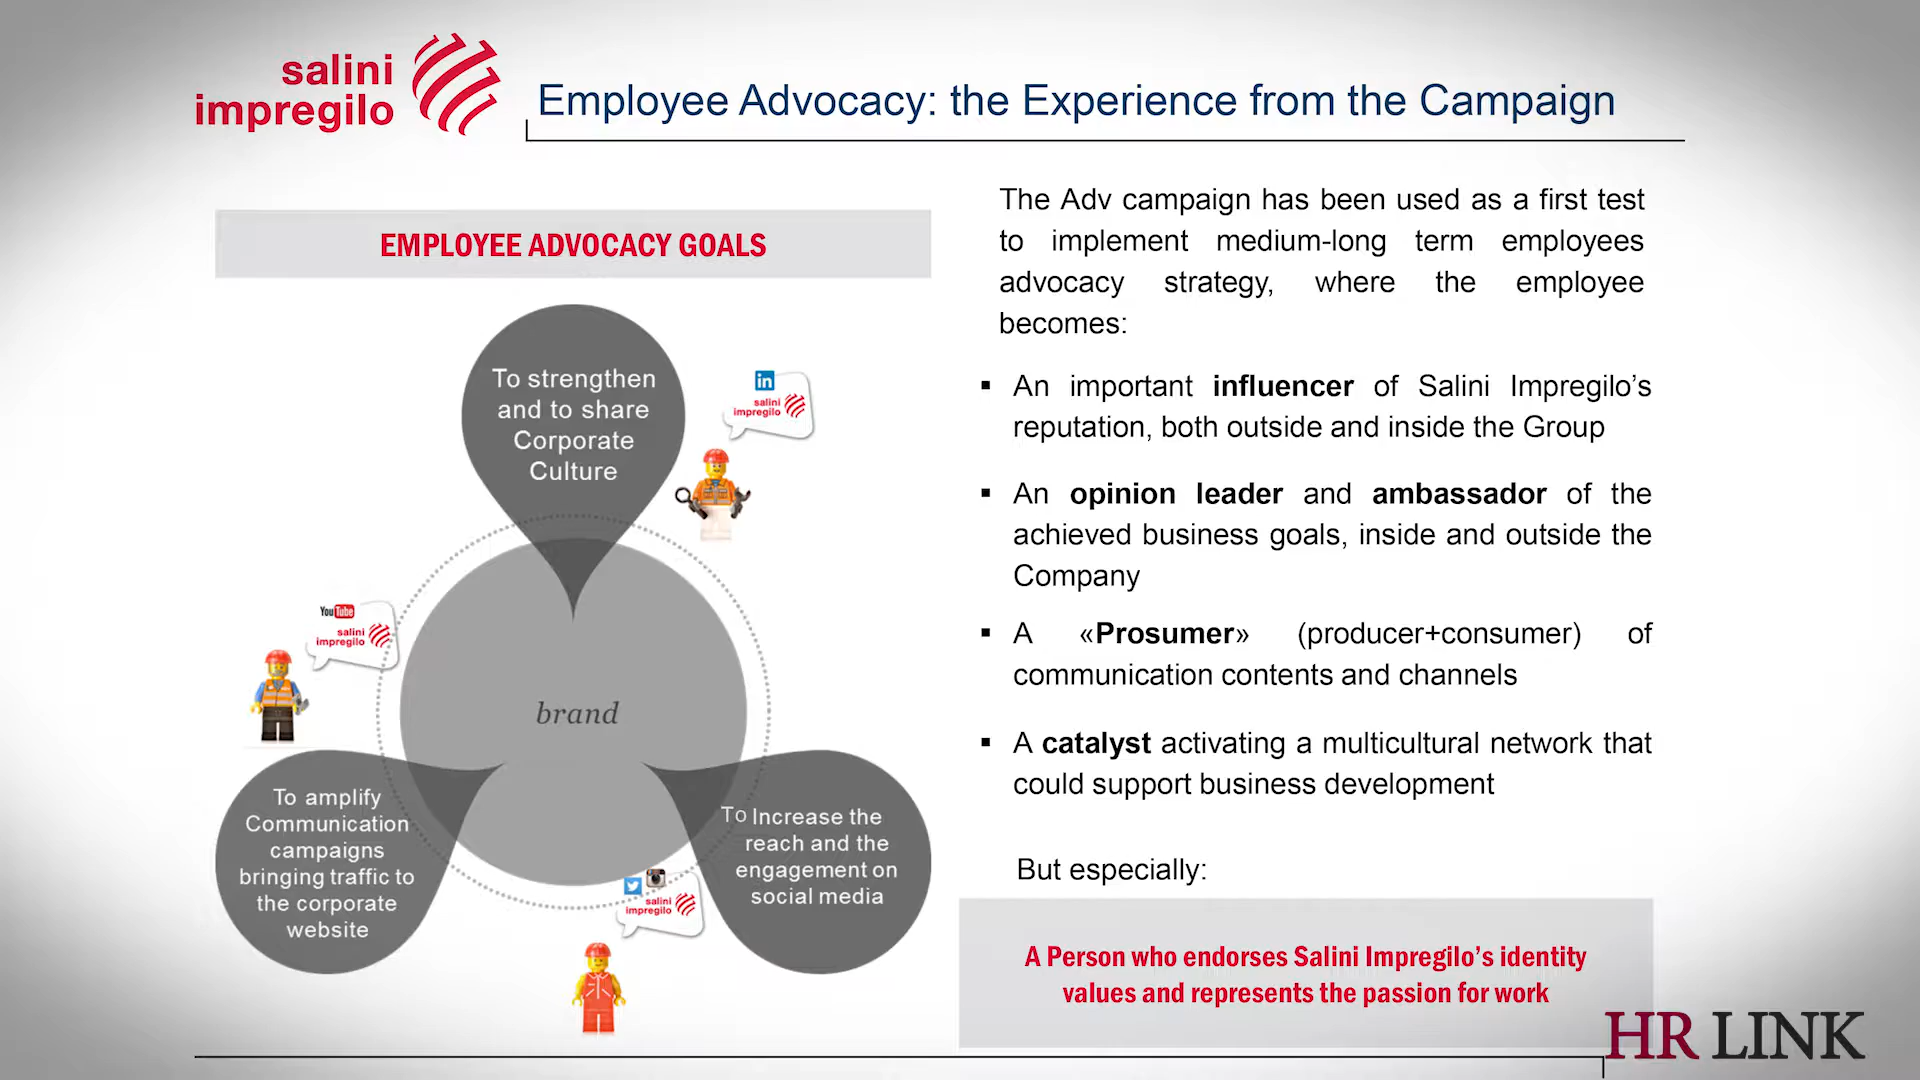 salini
impregilo
Employee Advocacy: the Experience from the Campaign
EMPLOYEE ADVOCACY GOALS
To strengthen
and to share
Corporate
Culture
in
salini
impregilo
YouTube
salini
impregilo
brand
To amplify
Communication
campaigns
bringing traffic to
the corporate
website
To Increase the
reach and the
engagement on
social media
salini
impregilo
The Adv campaign has been used as a first test
to implement medium-long term employees
advocacy strategy, where the employee
becomes:
▪ An important influencer of Salini Impregilo’s
reputation, both outside and inside the Group
▪ An opinion leader and ambassador of the
achieved business goals, inside and outside the
Company
▪ A «Prosumer» (producer+consumer) of
communication contents and channels
▪ A catalyst activating a multicultural network that
could support business development
But especially:
A Person who endorses Salini Impregilo’s identity
values and represents the passion for work
HR LINK